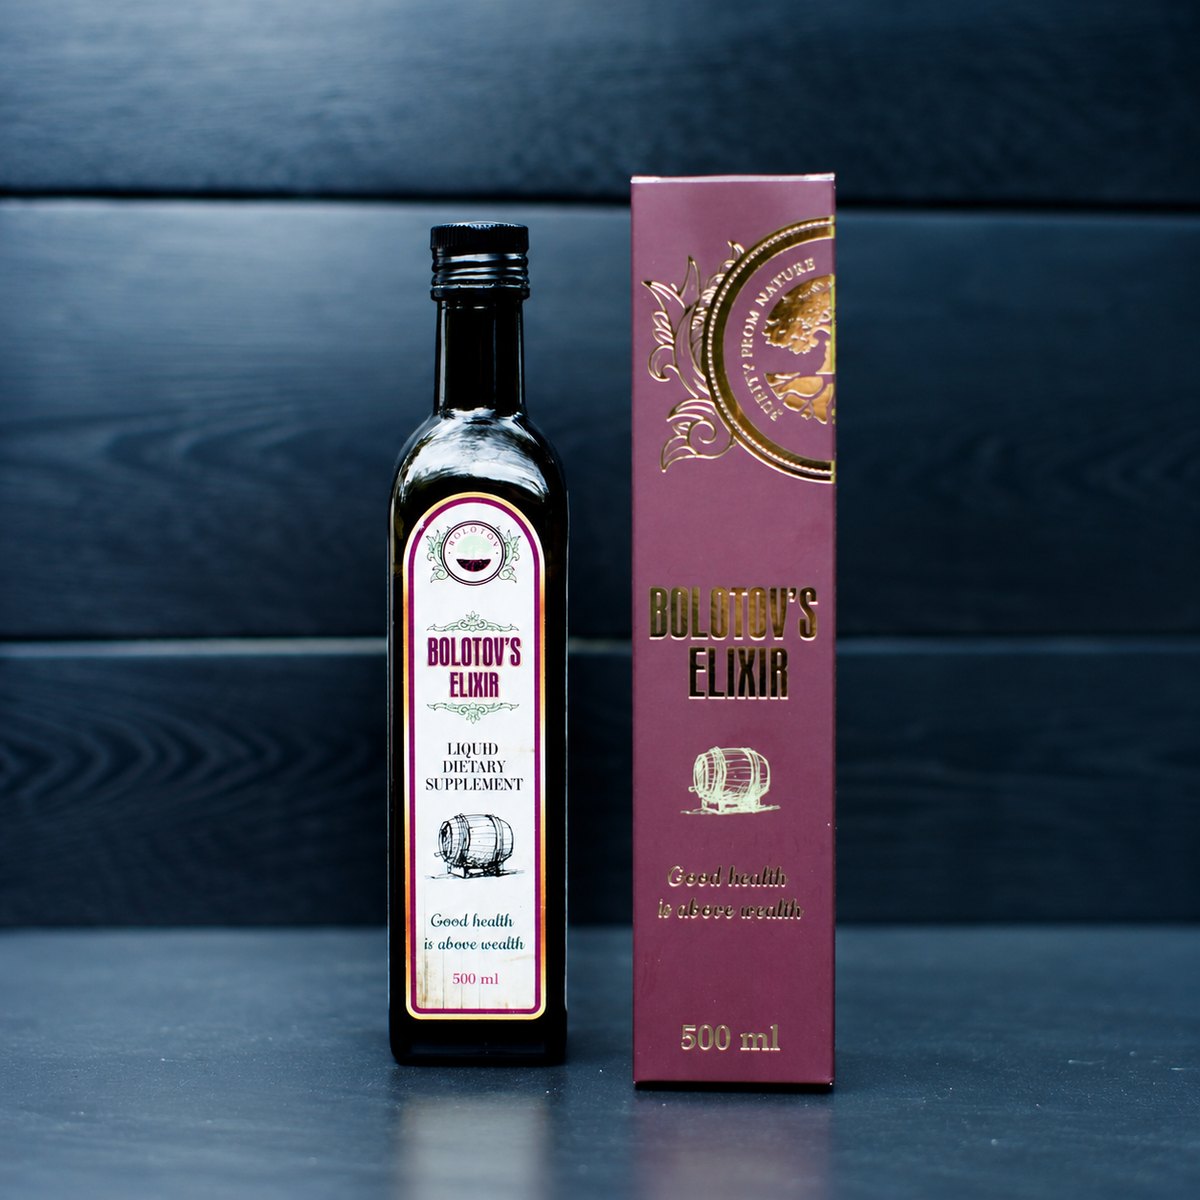 BOLOTOV
BOLOTOV'S
ELIXIR
LIQUID
DIETARY
SUPPLEMENT
Good health
is above wealth
500 ml
PURITY FROM NATURE
BOLOTOV'S
ELIXIR
Good health
is above wealth
500 ml